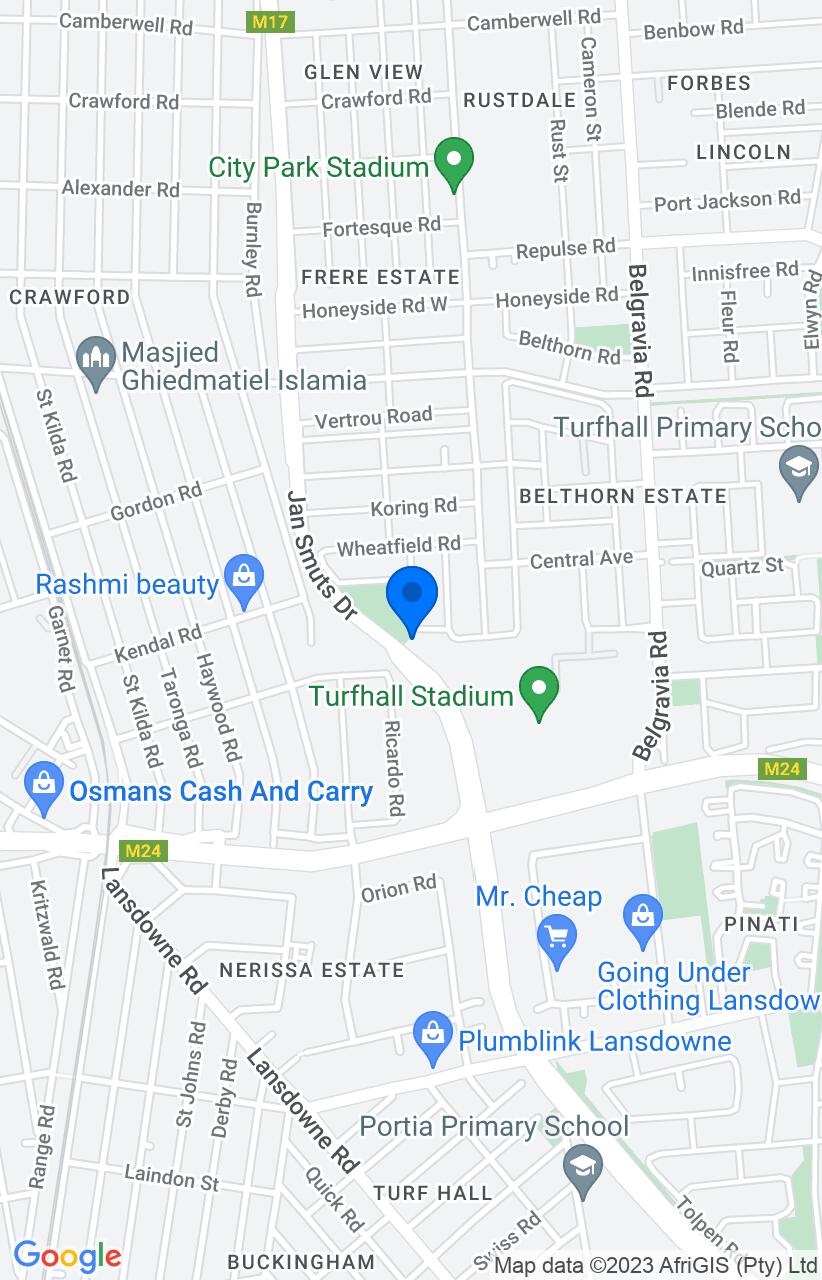 Camberwell Rd
M17
Camberwell Rd
Benbow Rd
Cameron St
GLEN VIEW
FORBES
Crawford Rd
Crawford Rd
RUSTDALE
Blende Rd
Rust St
LINCOLN
City Park Stadium
Alexander Rd
Port Jackson Rd
Burnley Rd
Fortesque Rd
Repulse Rd
FRERE ESTATE
Innisfree Rd
CRAWFORD
Honeyside Rd W
Honeyside Rd
Belgravia Rd
Fleur Rd
Elwyn Rd
Belthorn Rd
Masjied
Ghiedmatiel Islamia
Vertrou Road
Turfhall Primary Scho
St Kilda Rd
Gordon Rd
BELTHORN ESTATE
Koring Rd
Jan Smuts Dr
Wheatfield Rd
Central Ave
Quartz St
Rashmi beauty
Garnet Rd
Kendal Rd
Haywood Rd
Taronga Rd
St Kilda Rd
Turfhall Stadium
Belgravia Rd
Ricardo Rd
M24
Osmans Cash And Carry
M24
Lansdowne Rd
Orion Rd
Kritzwald Rd
Mr. Cheap
PINATI
NERISSA ESTATE
Going Under
Clothing Lansdow
Plumblink Lansdowne
St Johns Rd
Derby Rd
Lansdowne Rd
Range Rd
Portia Primary School
Laindon St
Quick Rd
TURF HALL
Swiss Rd
Tolpen Rd
Google
BUCKINGHAM
Map data ©2023 AfriGIS (Pty) Ltd